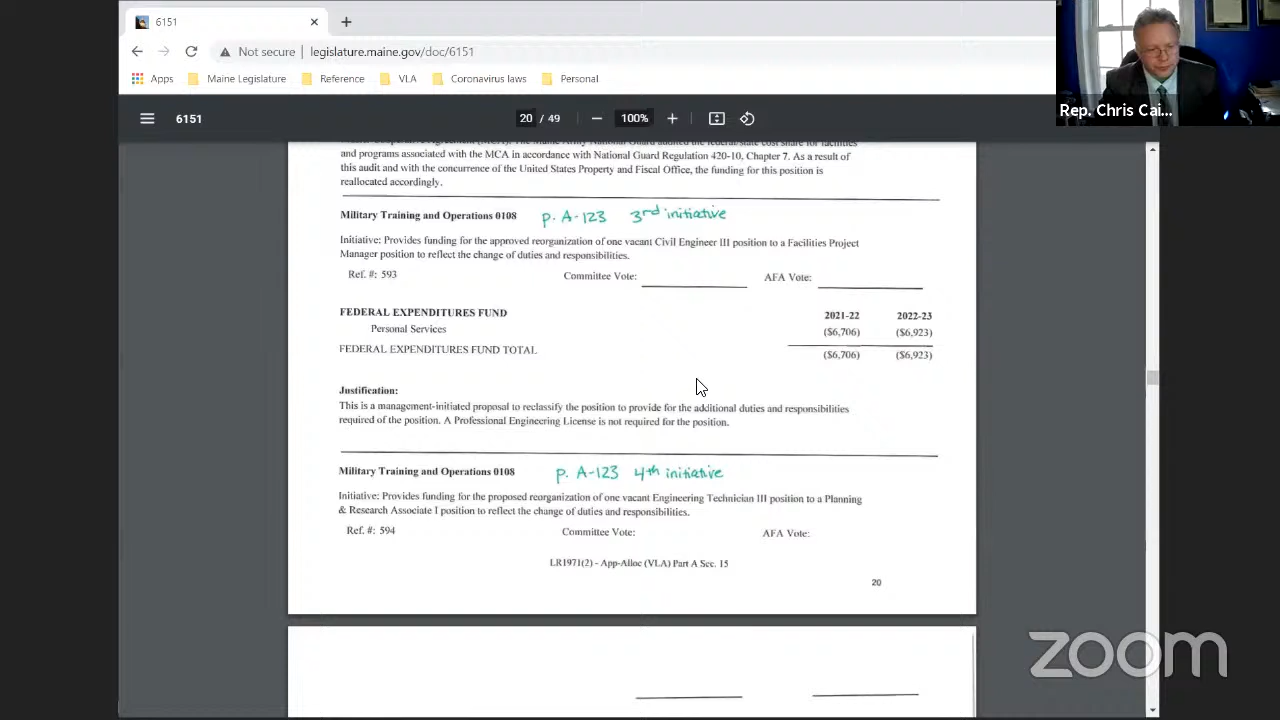 6151
Not secure | legislature.maine.gov/doc/6151
Apps Maine Legislature Reference VLA Coronavirus laws Personal
Rep. Chris Cai...
6151 20 / 49 100%
and programs associated with the MCA in accordance with National Guard Regulation 420-10, Chapter 7. As a result of
this audit and with the concurrence of the United States Property and Fiscal Office, the funding for this position is
reallocated accordingly.
Military Training and Operations 0108 p. A-123 3rd initiative
Initiative: Provides funding for the approved reorganization of one vacant Civil Engineer III position to a Facilities Project
Manager position to reflect the change of duties and responsibilities.
Ref. #: 593 Committee Vote: AFA Vote:
FEDERAL EXPENDITURES FUND 2021-22 2022-23
Personal Services ($6,706) ($6,923)
FEDERAL EXPENDITURES FUND TOTAL ($6,706) ($6,923)
Justification:
This is a management-initiated proposal to reclassify the position to provide for the additional duties and responsibilities
required of the position. A Professional Engineering License is not required for the position.
Military Training and Operations 0108 p. A-123 4th initiative
Initiative: Provides funding for the proposed reorganization of one vacant Engineering Technician III position to a Planning
& Research Associate I position to reflect the change of duties and responsibilities.
Ref. #: 594 Committee Vote: AFA Vote:
LR1971(2) - App-Alloc (VLA) Part A Sec. 15
20
zoom